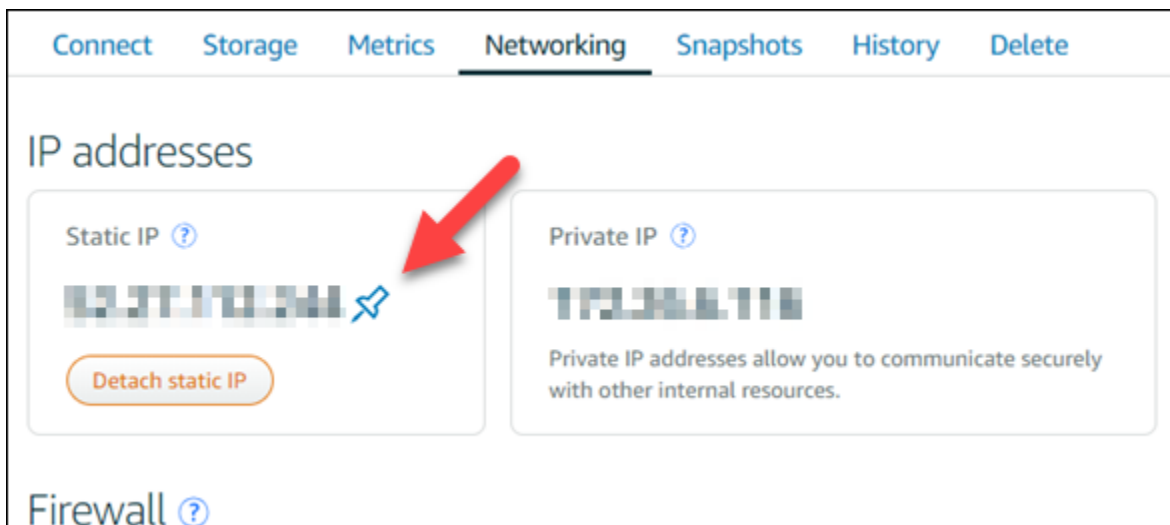 Connect Storage Metrics Networking Snapshots History Delete
IP addresses
Static IP ?
Detach static IP
Private IP ?
Private IP addresses allow you to communicate securely
with other internal resources.
Firewall ?